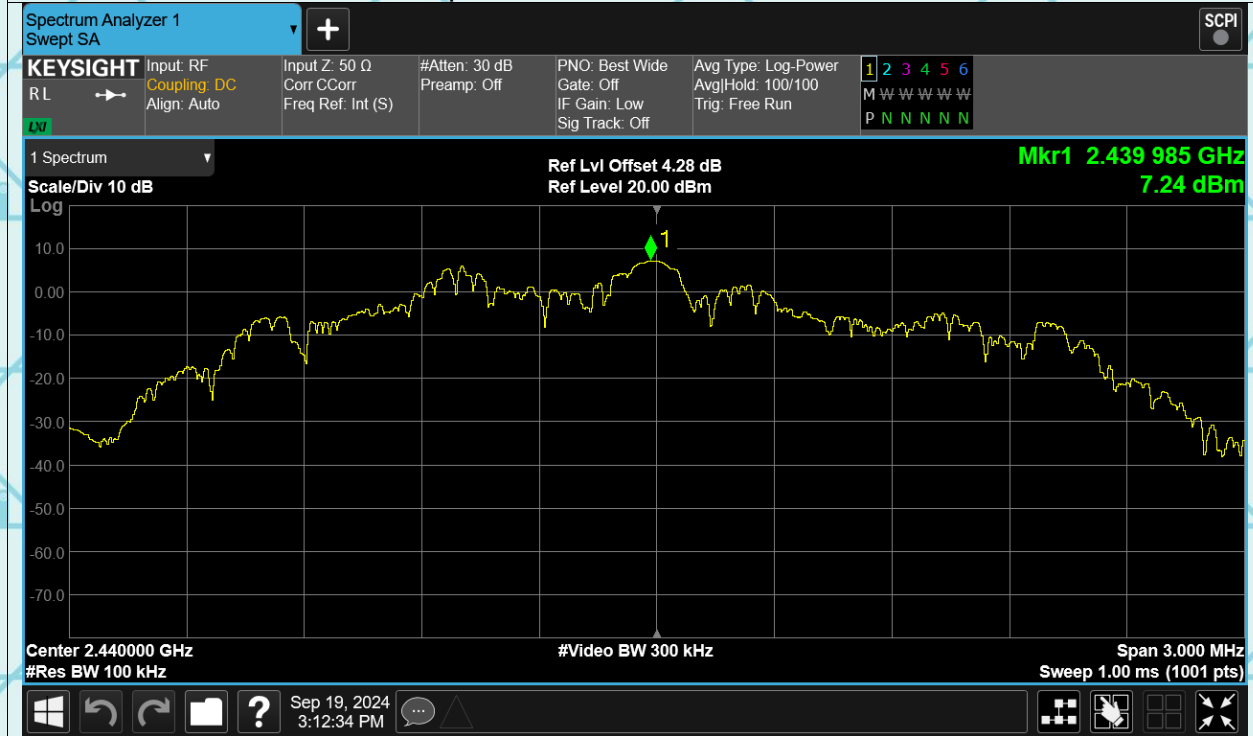 Spectrum Analyzer 1
Swept SA
+
SCPI
KEYSIGHT
R L
LXI
Input: RF
Coupling: DC
Align: Auto
Input Z: 50 Ω
Corr CCorr
Freq Ref: Int (S)
#Atten: 30 dB
Preamp: Off
PNO: Best Wide
Gate: Off
IF Gain: Low
Sig Track: Off
Avg Type: Log-Power
Avg|Hold: 100/100
Trig: Free Run
1 2 3 4 5 6
M W W W W W
P N N N N N
1 Spectrum
Scale/Div 10 dB
Ref Lvl Offset 4.28 dB
Ref Level 20.00 dBm
Mkr1 2.439 985 GHz
7.24 dBm
Log
1
10.0
0.00
-10.0
-20.0
-30.0
-40.0
-50.0
-60.0
-70.0
Center 2.440000 GHz
#Video BW 300 kHz
Span 3.000 MHz
#Res BW 100 kHz
Sweep 1.00 ms (1001 pts)
?
Sep 19, 2024
3:12:34 PM